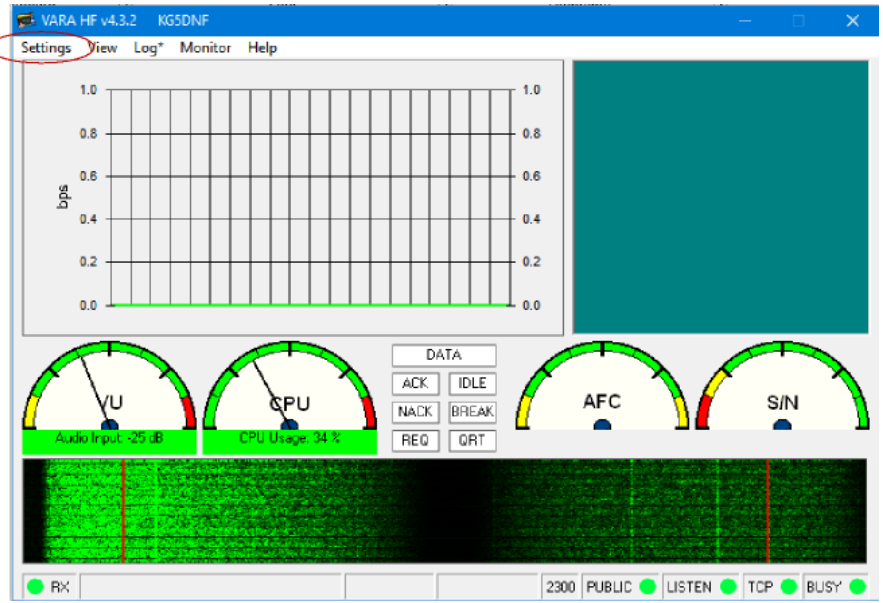 VARA HF v4.3.2 KG5DNF
Settings View Log* Monitor Help
1.0 1.0
0.8 0.8
0.6 0.6
bps
0.4 0.4
0.2 0.2
0.0 0.0
DATA
ACK IDLE
NACK BREAK
REQ QRT
VU CPU AFC S/N
Audio Input: -25 dB CPU Usage: 34 %
RX 2300 PUBLIC LISTEN TCP BUSY